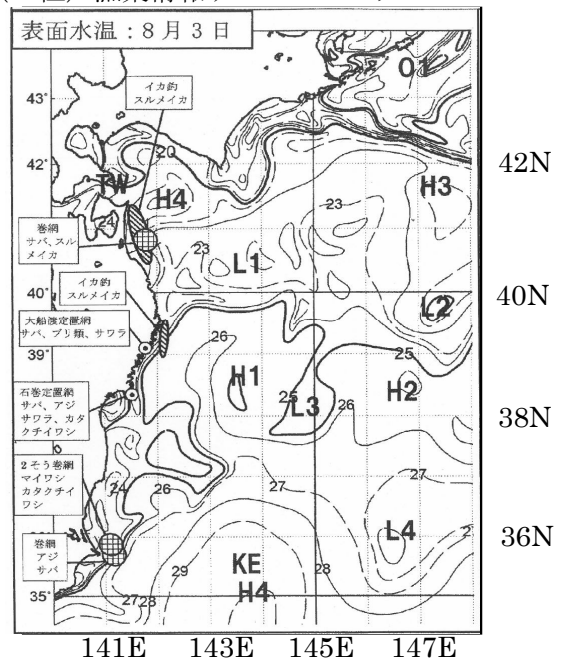 表面水温：8月3日
イカ釣
スルメイカ
43°
01
42°
20
TW
H4
H3
42N
24
23
巻網
サバ、スル
メイカ
23
L1
イカ釣
スルメイカ
40°
L2
40N
大船渡定置網
サバ、ブリ類、サワラ
26
25
39°
石巻定置網
サバ、アジ
サワラ、カタ
クチイワシ
H1
25
L3
26
H2
38N
2そう巻網
マイワシ
カタクチイ
ワシ
24
26
27
27
L4
36N
巻網
アジ
サバ
29
KE
H4
28
35°
27
28
141E 143E 145E 147E